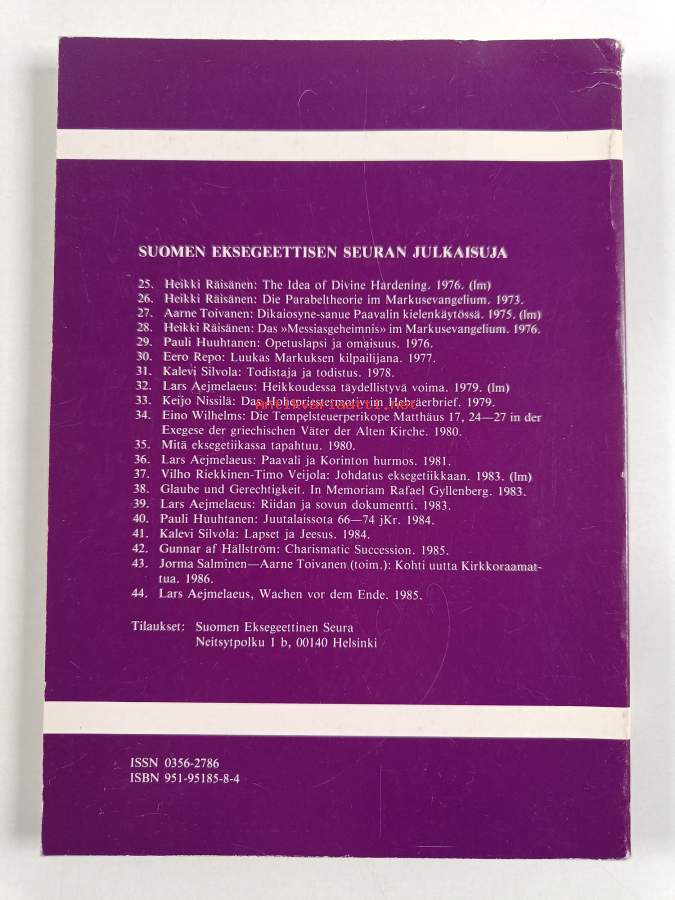 SUOMEN EKSEGEETTISEN SEURAN JULKAISUJA
25. Heikki Räisänen: The Idea of Divine Hardening. 1976. (lm)
26. Heikki Räisänen: Die Parabeltheorie im Markusevangelium. 1973.
27. Aarne Toivanen: Dikaiosyne-sanue Paavalin kielenkäytössä. 1975. (lm)
28. Heikki Räisänen: Das »Messiasgeheimnis» im Markusevangelium. 1976.
29. Pauli Huuhtanen: Opetuslapsi ja omaisuus. 1976.
30. Eero Repo: Luukas Markuksen kilpailijana. 1977.
31. Kalevi Silvola: Todistaja ja todistus. 1978.
32. Lars Aejmelaeus: Heikkoudessa täydellistyvä voima. 1979. (lm)
33. Keijo Nissilä: Das Hohepriestermotiv im Hebräerbrief. 1979.
Antikvariaatti.net
34. Eino Wilhelms: Die Tempelsteuerperikope Matthäus 17, 24—27 in der
Exegese der griechischen Väter der Alten Kirche. 1980.
35. Mitä eksegetiikassa tapahtuu. 1980.
36. Lars Aejmelaeus: Paavali ja Korinton hurmos. 1981.
37. Vilho Riekkinen-Timo Veijola: Johdatus eksegetiikkaan. 1983. (lm)
38. Glaube und Gerechtigkeit. In Memoriam Rafael Gyllenberg. 1983.
39. Lars Aejmelaeus: Riidan ja sovun dokumentti. 1983.
40. Pauli Huuhtanen: Juutalaissota 66—74 jKr. 1984.
41. Kalevi Silvola: Lapset ja Jeesus. 1984.
42. Gunnar af Hällström: Charismatic Succession. 1985.
43. Jorma Salminen—Aarne Toivanen (toim.): Kohti uutta Kirkkoraamat-
tua. 1986.
44. Lars Aejmelaeus, Wachen vor dem Ende. 1985.
Tilaukset: Suomen Eksegeettinen Seura
Neitsytpolku 1 b, 00140 Helsinki
ISSN 0356-2786
ISBN 951-95185-8-4